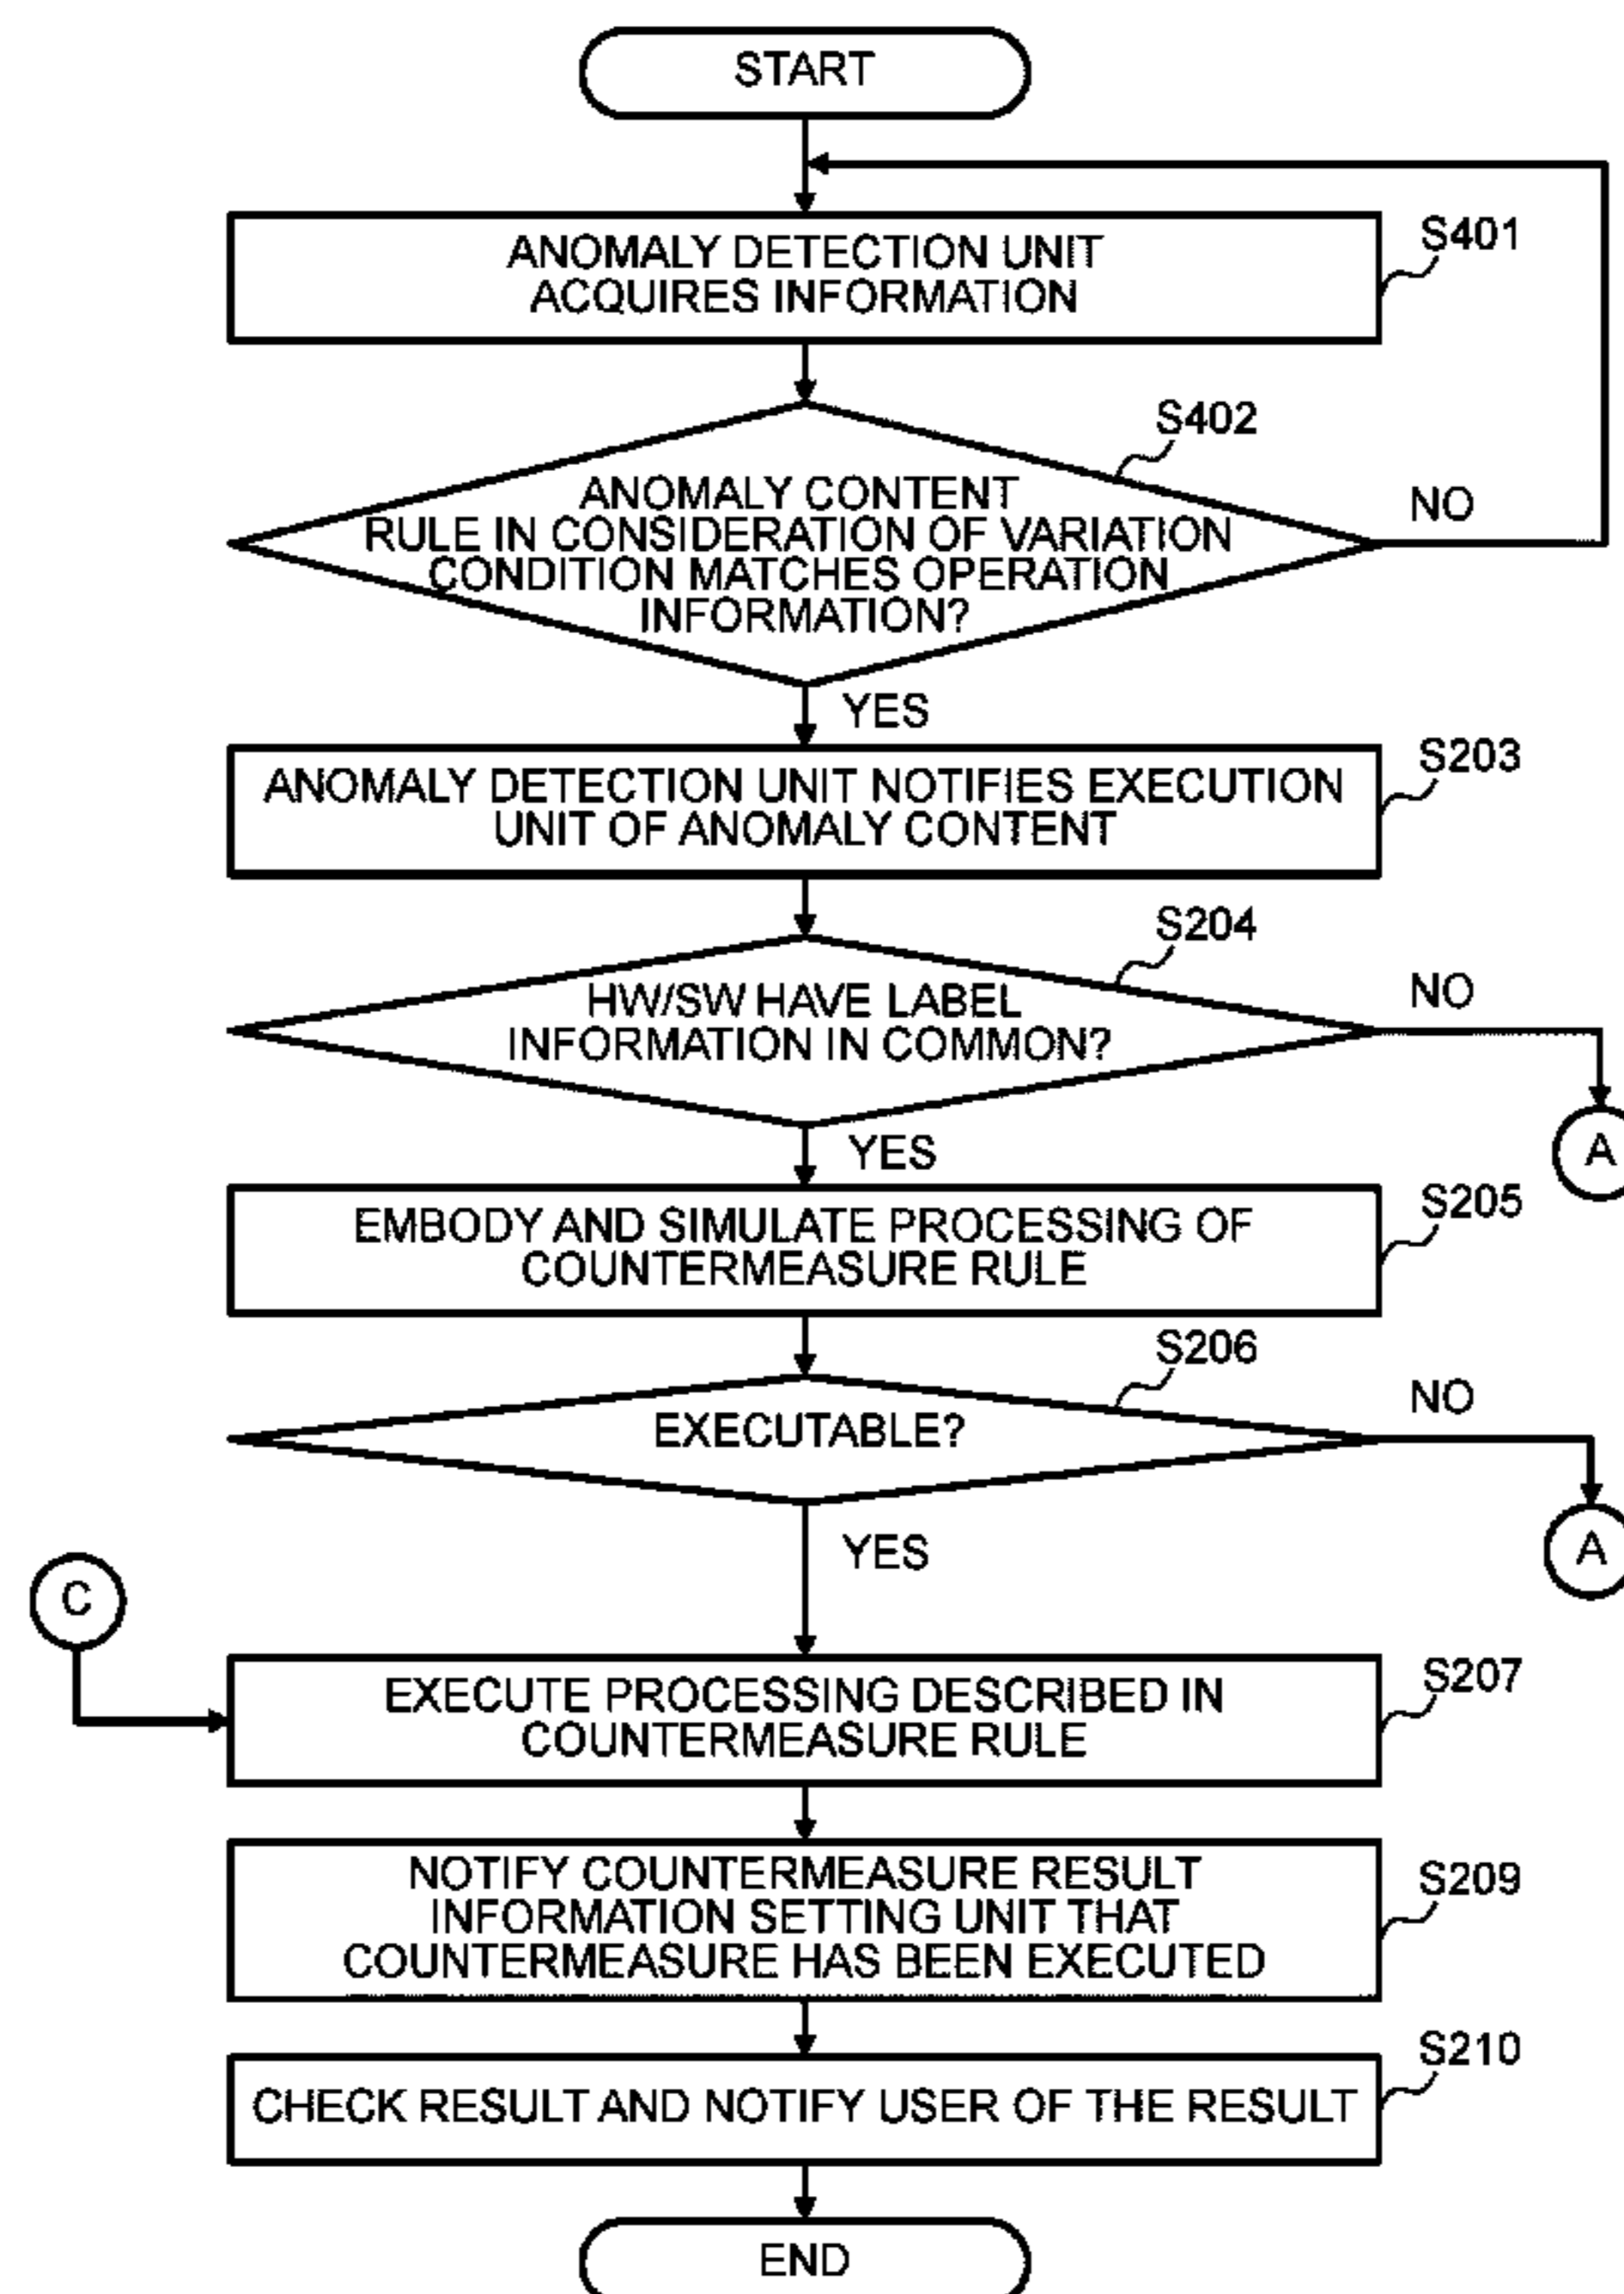 START
ANOMALY DETECTION UNIT
ACQUIRES INFORMATION
S401
S402
ANOMALY CONTENT
RULE IN CONSIDERATION OF VARIATION
CONDITION MATCHES OPERATION
INFORMATION?
NO
YES
ANOMALY DETECTION UNIT NOTIFIES EXECUTION
UNIT OF ANOMALY CONTENT
S203
S204
HW/SW HAVE LABEL
INFORMATION IN COMMON?
NO
A
YES
EMBODY AND SIMULATE PROCESSING OF
COUNTERMEASURE RULE
S205
S206
EXECUTABLE?
NO
A
YES
C
EXECUTE PROCESSING DESCRIBED IN
COUNTERMEASURE RULE
S207
NOTIFY COUNTERMEASURE RESULT
INFORMATION SETTING UNIT THAT
COUNTERMEASURE HAS BEEN EXECUTED
S209
CHECK RESULT AND NOTIFY USER OF THE RESULT
S210
END